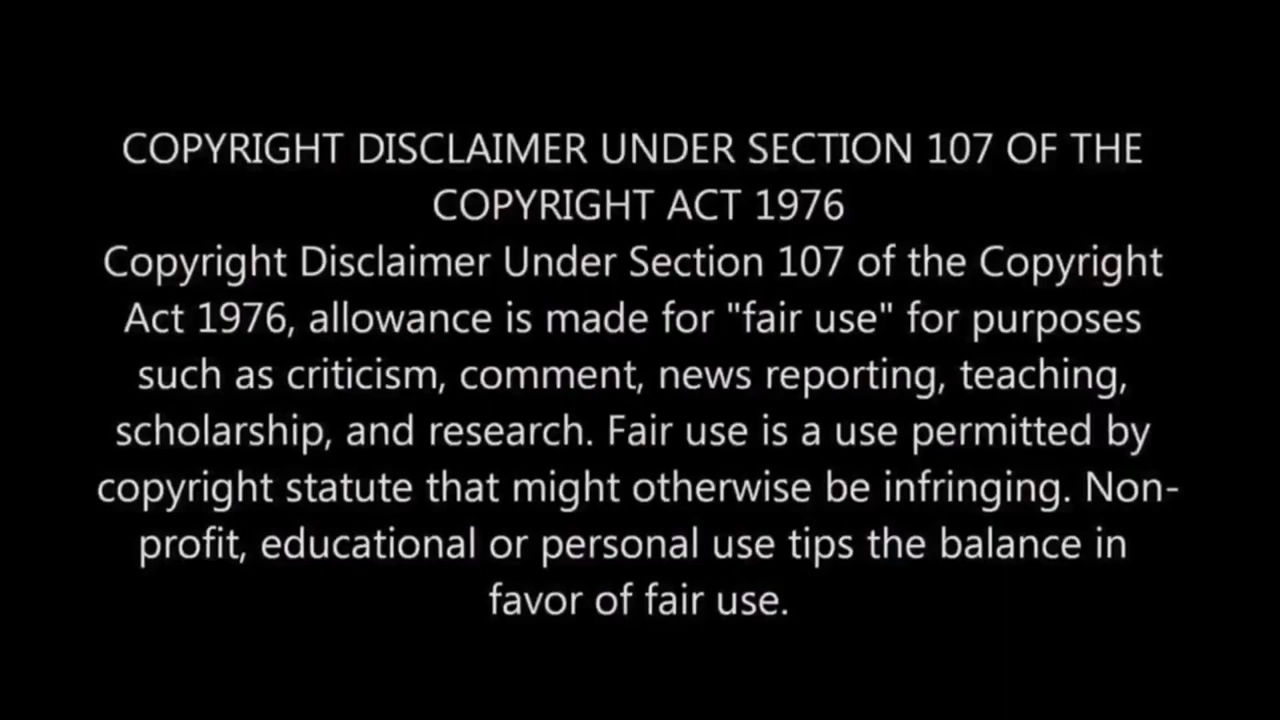 COPYRIGHT DISCLAIMER UNDER SECTION 107 OF THE
COPYRIGHT ACT 1976
Copyright Disclaimer Under Section 107 of the Copyright
Act 1976, allowance is made for "fair use" for purposes
such as criticism, comment, news reporting, teaching,
scholarship, and research. Fair use is a use permitted by
copyright statute that might otherwise be infringing. Non-
profit, educational or personal use tips the balance in
favor of fair use.